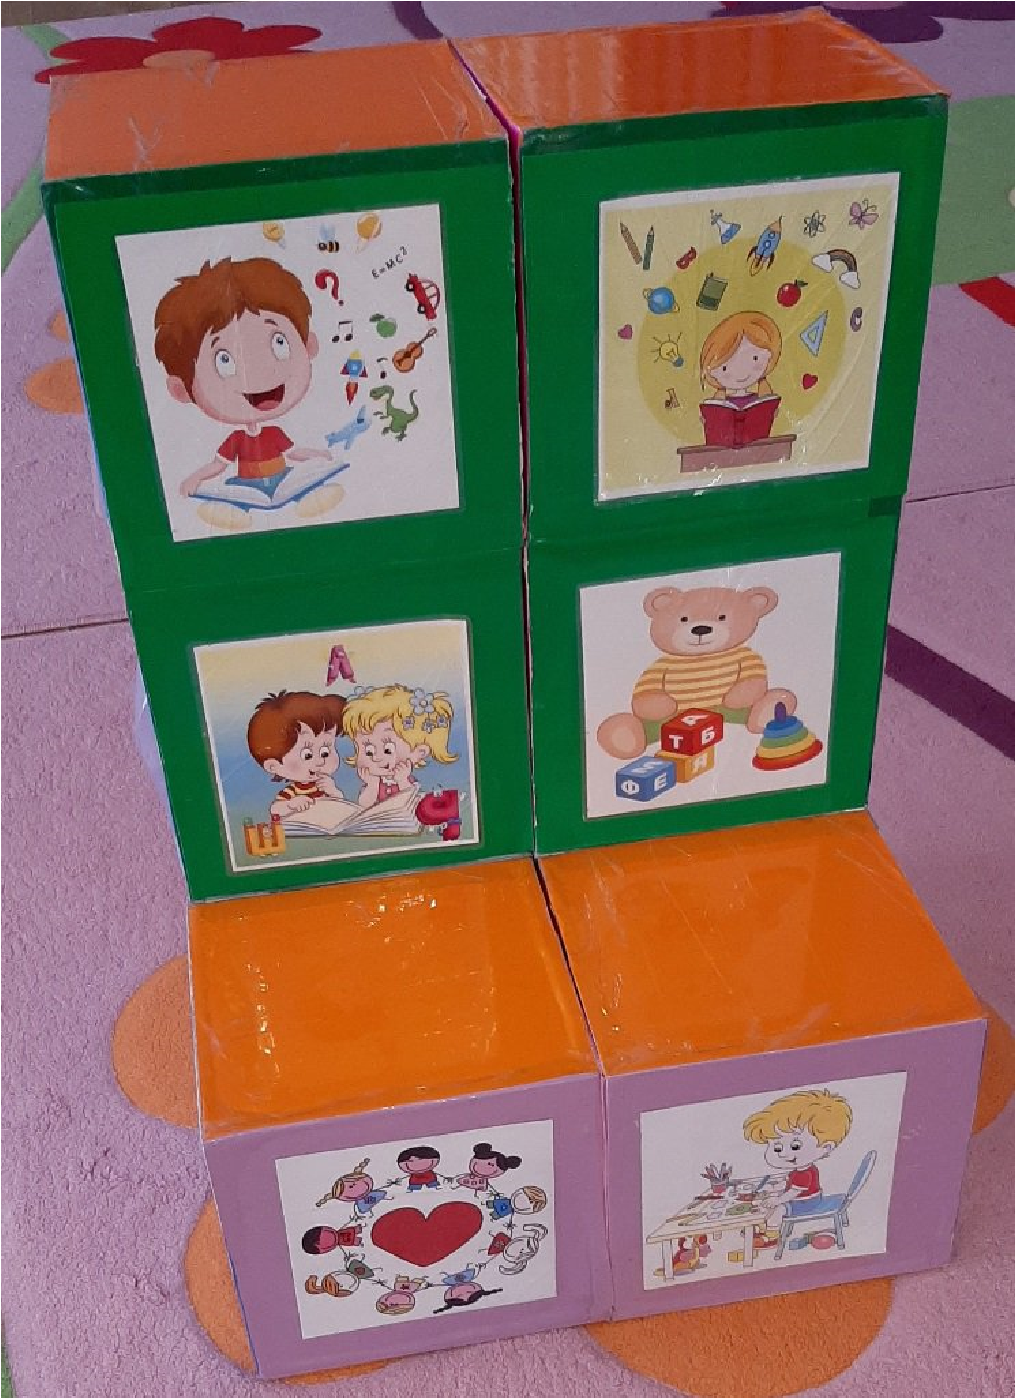 E=MC²
?
В
А
Ш
Ч
А
Т Б
Я
Ф Е